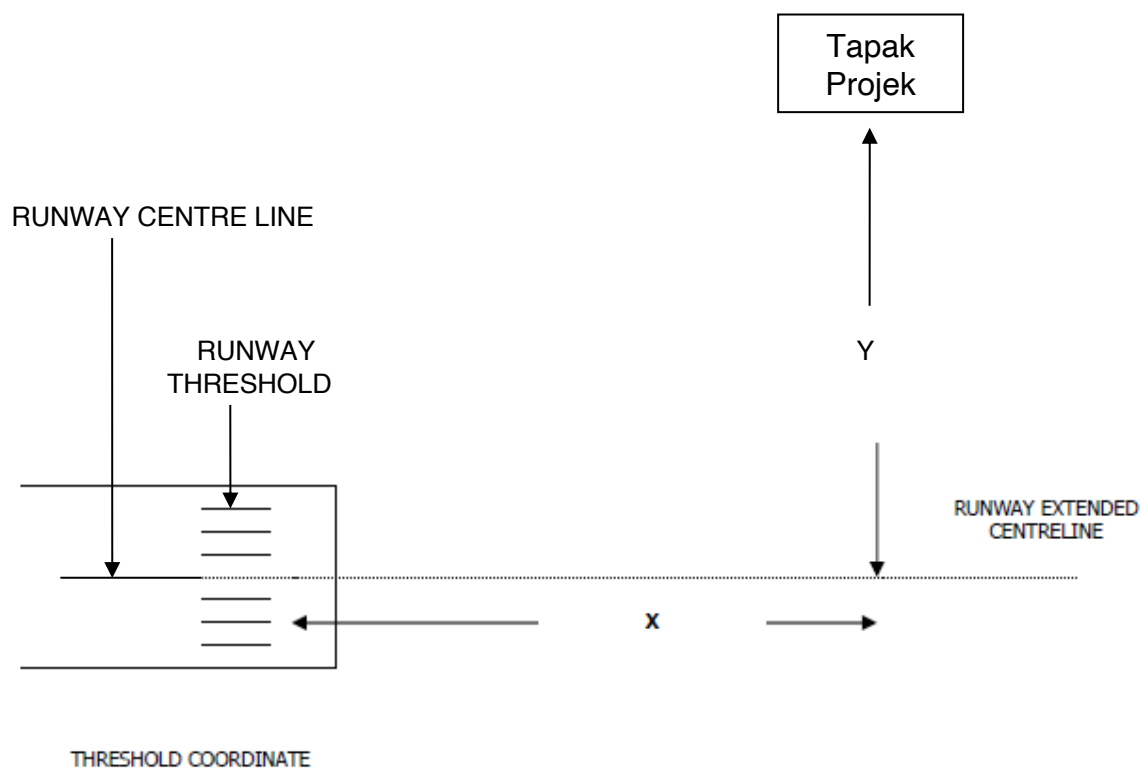 Tapak
Projek
RUNWAY CENTRE LINE
RUNWAY
THRESHOLD
Y
RUNWAY EXTENDED
CENTRELINE
X
THRESHOLD COORDINATE